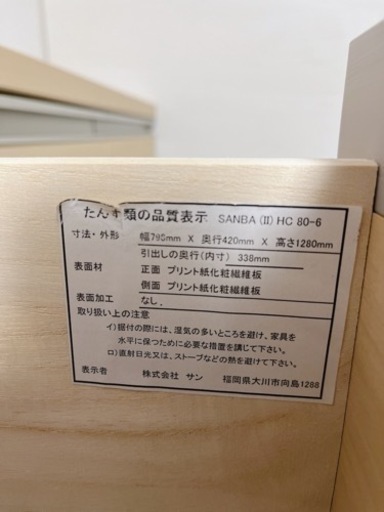 たんす類の品質表示 SANBA (II) HC 80-6
寸法・外形 幅795mm X 奥行420mm X 高さ1280mm
引出しの奥行(内寸) 338mm
表面材 正面 プリント紙化粧繊維板
側面 プリント紙化粧繊維板
表面加工 なし.
取り扱い上の注意
イ)据付の際には、湿気の多いところを避け、家具を
水平に保つために必要な措置を講じて下さい。
ロ)直射日光又は、ストーブなどの熱を避けて下さい。
表示者 株式会社 サン 福岡県大川市向島1288